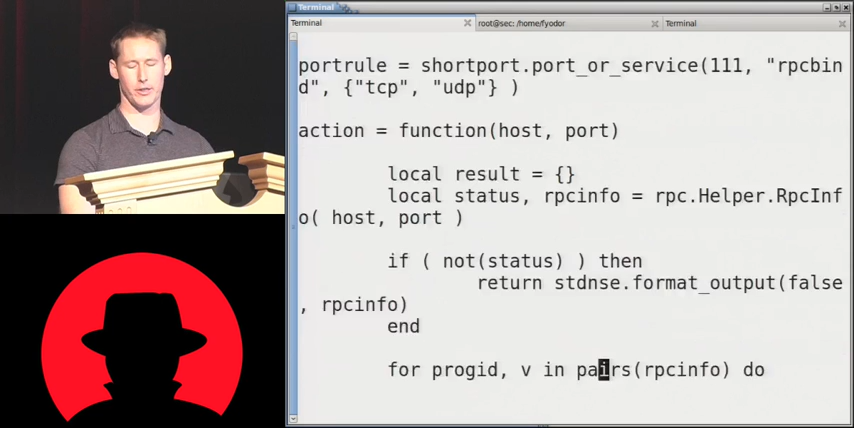 Terminal
Terminal
root@sec: /home/fyodor
Terminal
portrule = shortport.port_or_service(111, "rpcbin
d", {"tcp", "udp"} )
action = function(host, port)
local result = {}
local status, rpcinfo = rpc.Helper.RpcInf
o( host, port )
if ( not(status) ) then
return stdnse.format_output(false
, rpcinfo)
end
for progid, v in pairs(rpcinfo) do